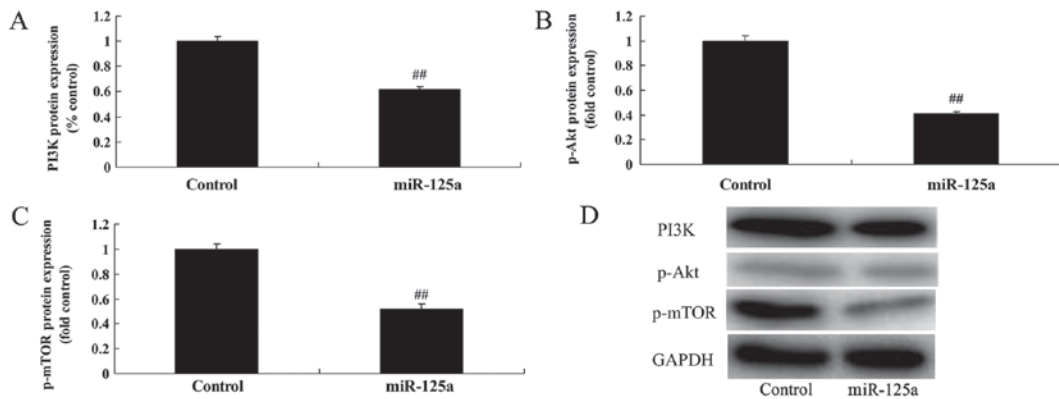 A
PI3K protein expression
(% control)
1.2
1
0.8
0.6
0.4
0.2
0
##
Control
miR-125a
B
p-Akt protein expression
(fold control)
1.2
1
0.8
0.6
0.4
0.2
0
##
Control
miR-125a
C
p-mTOR protein expression
(fold control)
1.2
1
0.8
0.6
0.4
0.2
0
##
Control
miR-125a
D
PI3K
p-Akt
p-mTOR
GAPDH
Control miR-125a